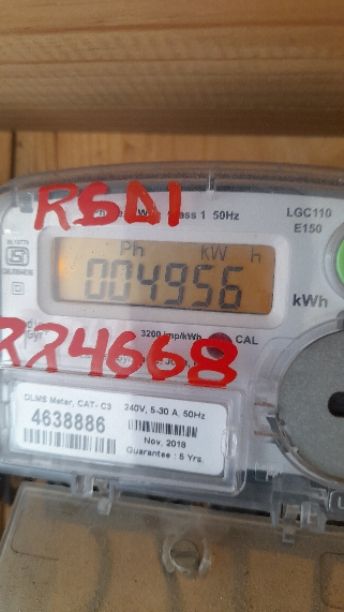 RSD1
Class 1 50Hz
LGC110
E150
Ph kW h
004956
kWh
3200 imp/kWh
CAL
RR4668
DLMS Meter, CAT- C3
240V, 5-30 A, 50Hz
4638886
Nov, 2018
Guarantee : 5 Yrs.